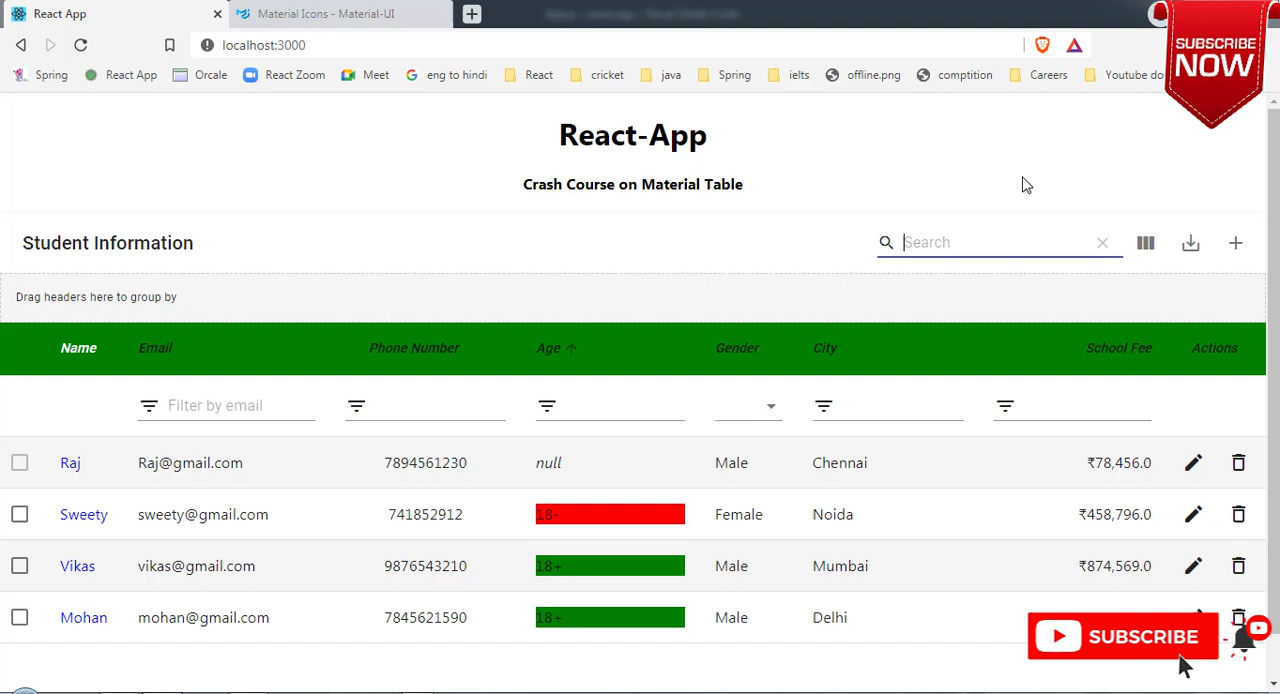 React App
Material Icons - Material-UI
localhost:3000
Spring React App Orcale React Zoom Meet eng to hindi React cricket java Spring ielts offline.png comptition Careers Youtube do
SUBSCRIBE
NOW
React-App
Crash Course on Material Table
Student Information
Search
Drag headers here to group by
Name Email Phone Number Age Gender City School Fee Actions
Filter by email
Raj Raj@gmail.com 7894561230 null Male Chennai ₹78,456.0
Sweety sweety@gmail.com 741852912 18- Female Noida ₹458,796.0
Vikas vikas@gmail.com 9876543210 18+ Male Mumbai ₹874,569.0
Mohan mohan@gmail.com 7845621590 18+ Male Delhi
SUBSCRIBE